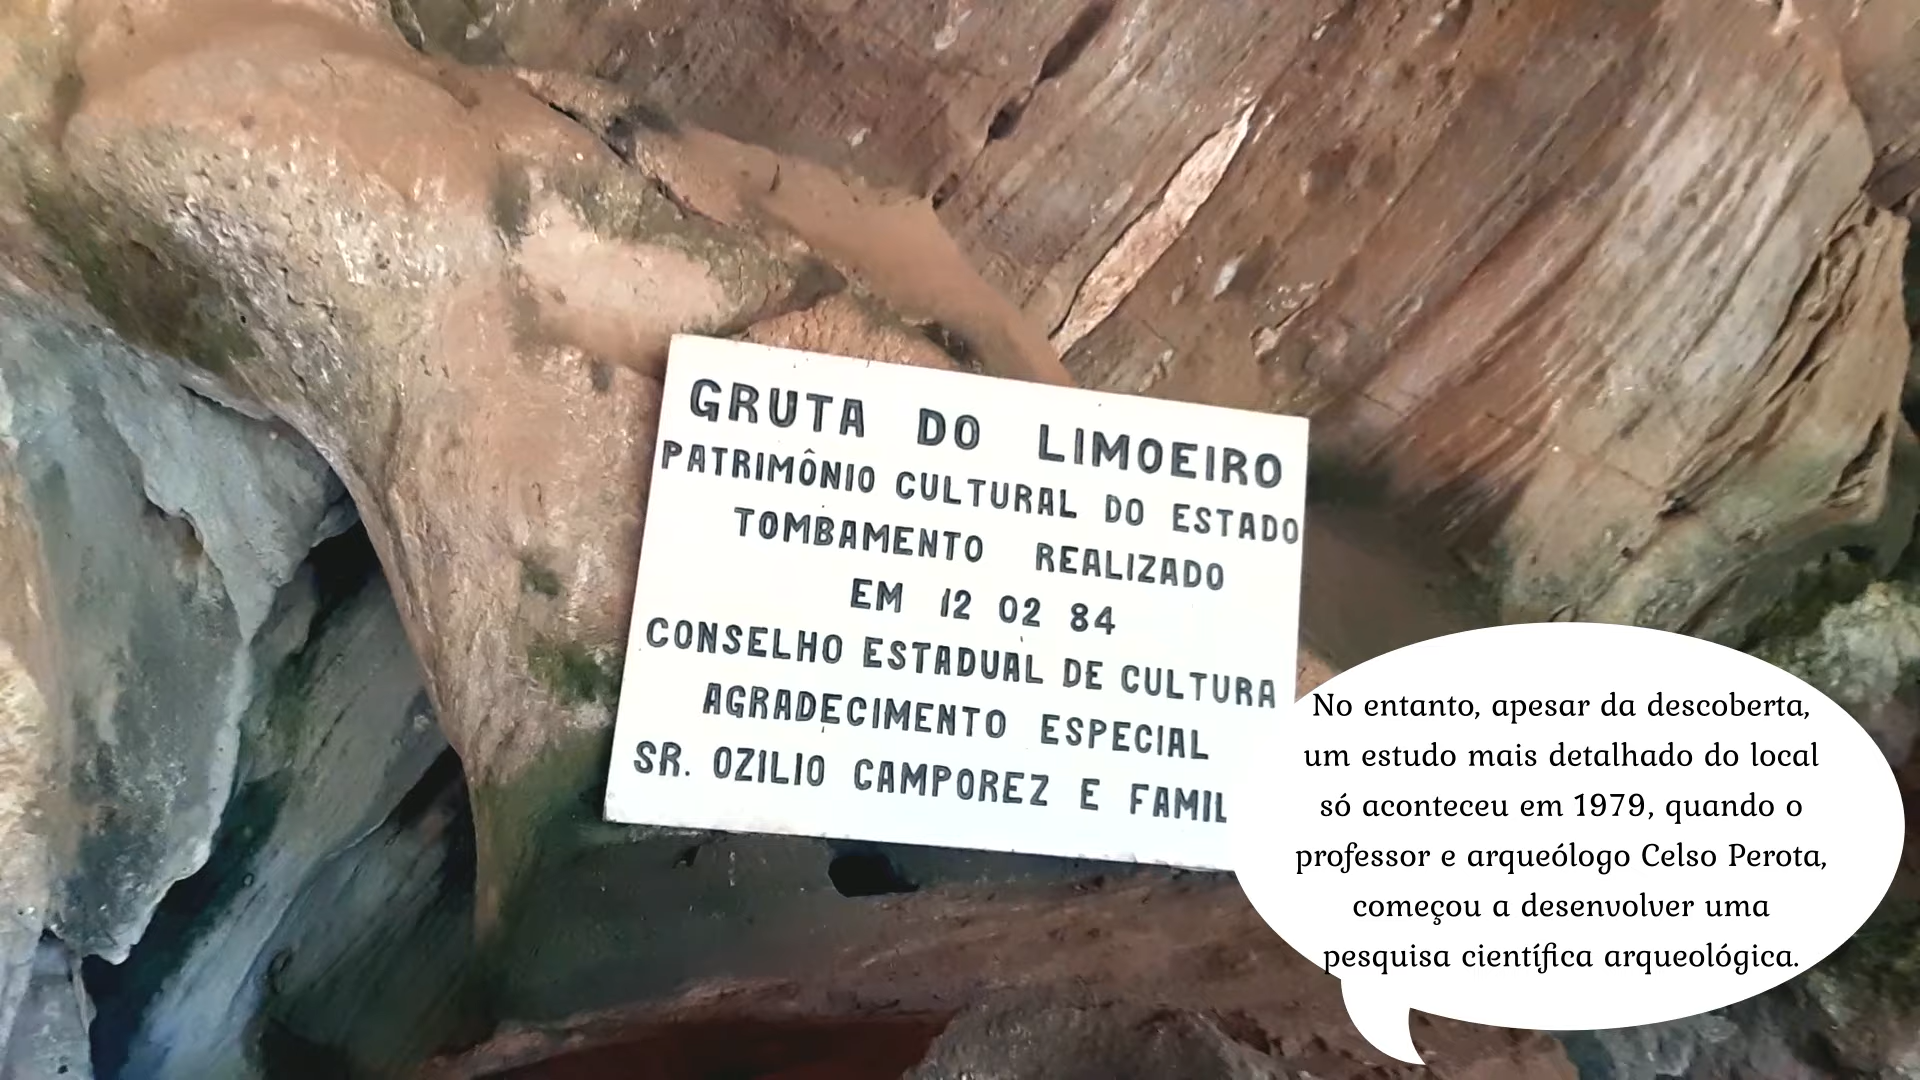 GRUTA DO LIMOEIRO
PATRIMÔNIO CULTURAL DO ESTADO
TOMBAMENTO REALIZADO
EM 12 02 84
CONSELHO ESTADUAL DE CULTURA
AGRADECIMENTO ESPECIAL
SR. OZILIO CAMPOREZ E FAMIL
No entanto, apesar da descoberta,
um estudo mais detalhado do local
só aconteceu em 1979, quando o
professor e arqueólogo Celso Perota,
começou a desenvolver uma
pesquisa científica arqueológica.